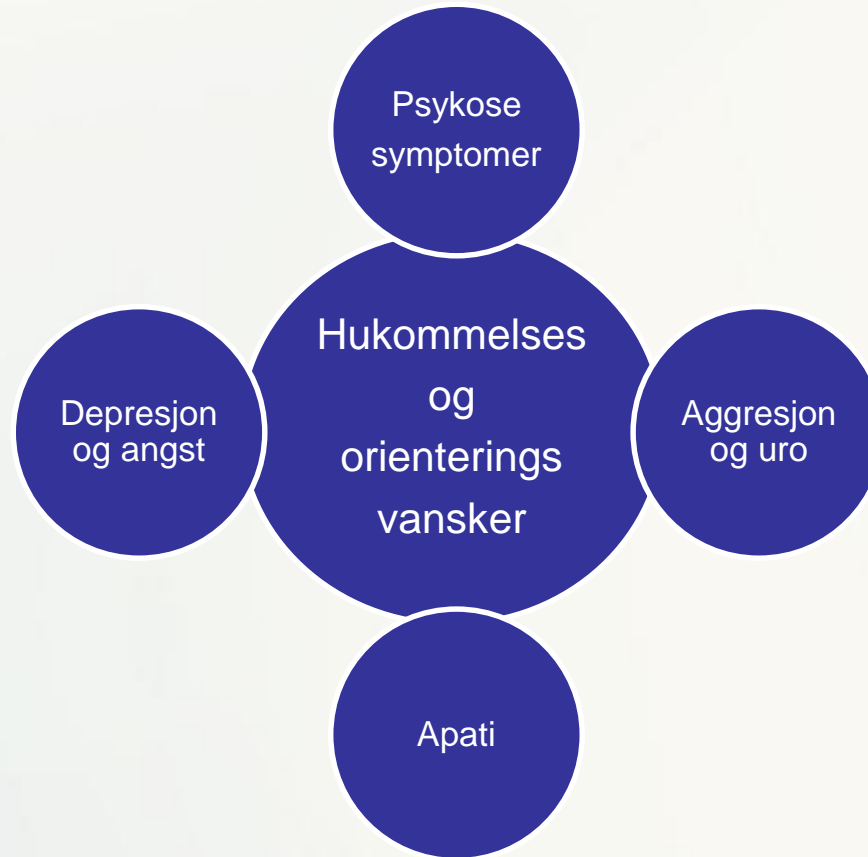 Psykose
symptomer
Hukommelses
og
orienterings
vansker
Depresjon
og angst
Aggresjon
og uro
Apati